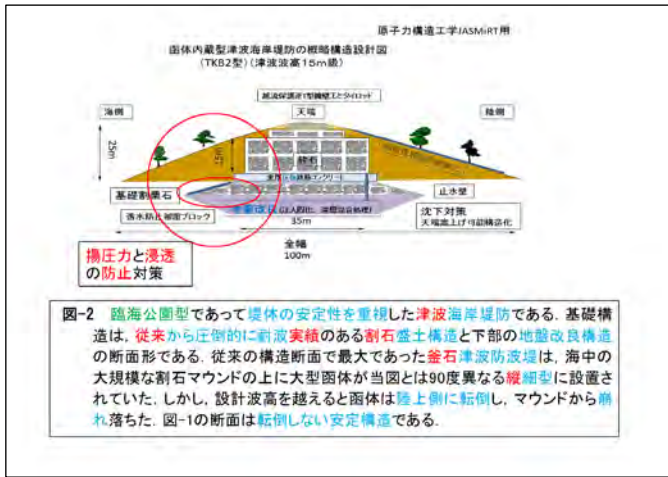 原子力構造工学JASMiRT用
函体内蔵型津波海岸堤防の概略構造設計図
(TKB2型)(津波波高15m級)
海側
天端
陸側
25m
15m
砕石
基礎割栗石
止水壁
沈下対策
35m
全幅
100m
揚圧力と浸透
の防止対策
図-2 臨海公園型であって堤体の安定性を重視した津波海岸堤防である. 基礎構
造は, 従来から圧倒的に耐波実績のある割石盛土構造と下部の地盤改良構造
の断面形である. 従来の構造断面で最大であった釜石津波防波堤は, 海中の
大規模な割石マウンドの上に大型函体が当図とは90度異なる縦細型に設置さ
れていた. しかし, 設計波高を越えると函体は陸上側に転倒し, マウンドから崩
れ落ちた. 図-1の断面は転倒しない安定構造である.